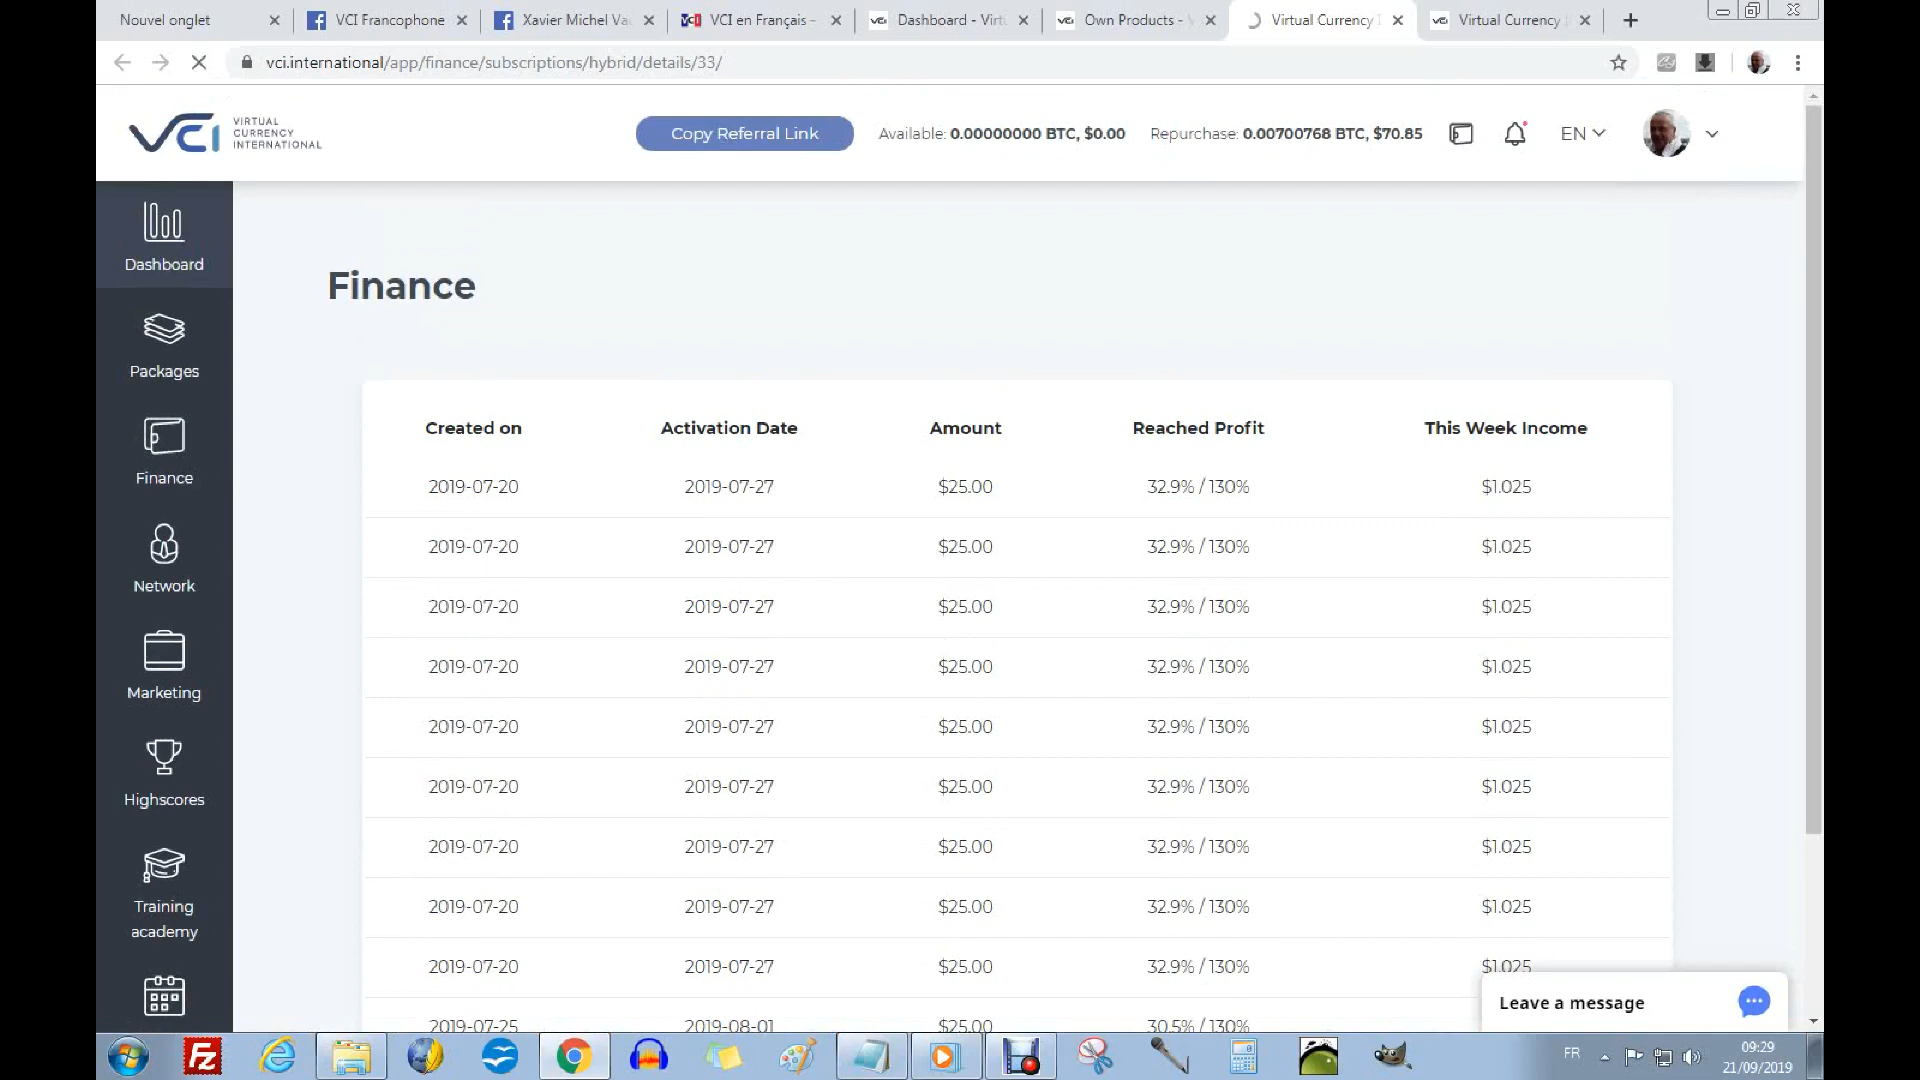 Nouvel onglet
VCI Francophone
Xavier Michel Va
VCI en Français -
Dashboard - Virtu
Own Products -
Virtual Currency
Virtual Currency
vci.international/app/finance/subscriptions/hybrid/details/33/
VCI
VIRTUAL
CURRENCY
INTERNATIONAL
Copy Referral Link
Available: 0.00000000 BTC, $0.00
Repurchase: 0.00700768 BTC, $70.85
EN
Dashboard
Packages
Finance
Network
Marketing
Highscores
Training
academy
Finance
Created on Activation Date Amount Reached Profit This Week Income
2019-07-20 2019-07-27 $25.00 32.9% / 130% $1.025
2019-07-20 2019-07-27 $25.00 32.9% / 130% $1.025
2019-07-20 2019-07-27 $25.00 32.9% / 130% $1.025
2019-07-20 2019-07-27 $25.00 32.9% / 130% $1.025
2019-07-20 2019-07-27 $25.00 32.9% / 130% $1.025
2019-07-20 2019-07-27 $25.00 32.9% / 130% $1.025
2019-07-20 2019-07-27 $25.00 32.9% / 130% $1.025
2019-07-20 2019-07-27 $25.00 32.9% / 130% $1.025
2019-07-20 2019-07-27 $25.00 32.9% / 130% $1.025
2019-07-25 2019-08-01 $25.00 30.5% / 130%
Leave a message
FR
09:29
21/09/2019